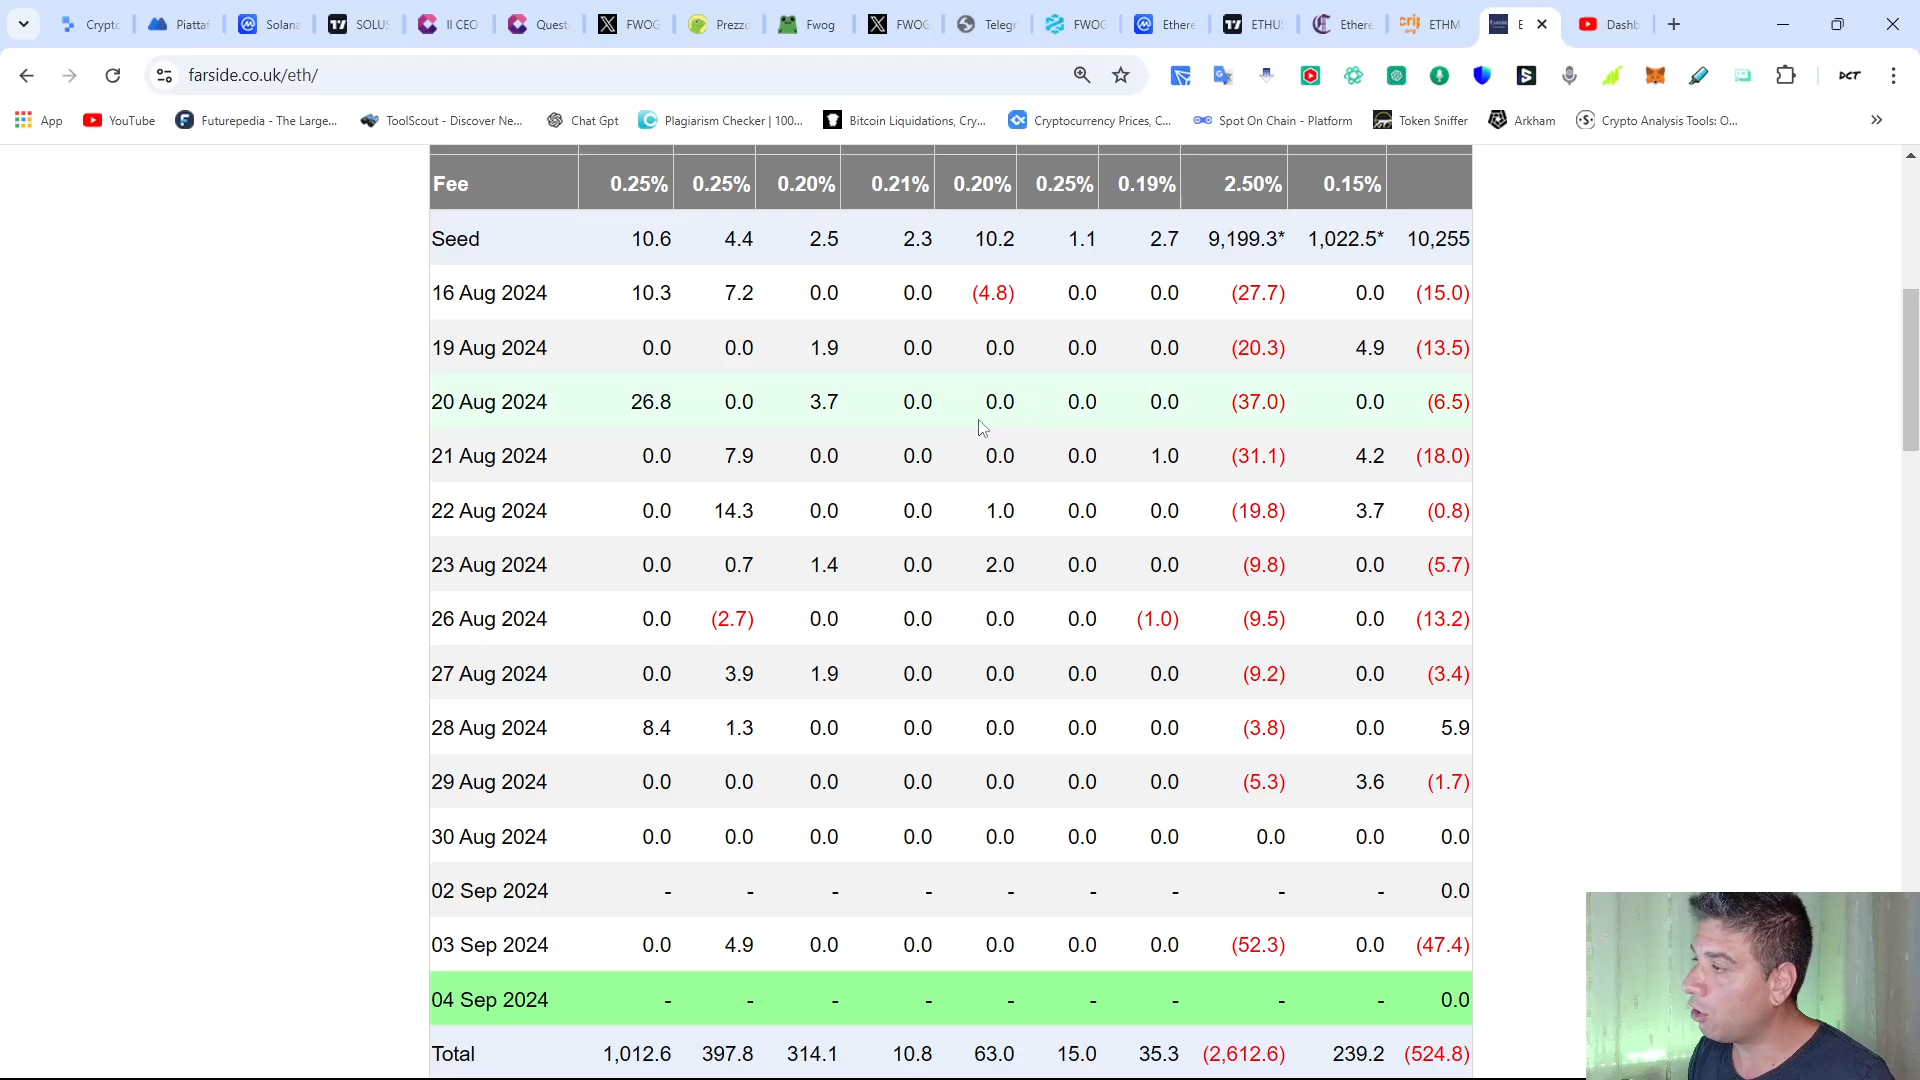 Crypto
Piattaf
Solana
SOLUS
Il CEO
Quest
FWOG
Prezzo
Fwog
FWOG
Telegr
FWOG
Ethere
ETHUS
Ethere
ETHM
E
Dashb
farside.co.uk/eth/
App
YouTube
Futurepedia - The Large...
ToolScout - Discover Ne...
Chat Gpt
Plagiarism Checker | 100...
Bitcoin Liquidations, Cry...
Cryptocurrency Prices, C...
Spot On Chain - Platform
Token Sniffer
Arkham
Crypto Analysis Tools: O...
Fee 0.25% 0.25% 0.20% 0.21% 0.20% 0.25% 0.19% 2.50% 0.15%
Seed 10.6 4.4 2.5 2.3 10.2 1.1 2.7 9,199.3* 1,022.5* 10,255
16 Aug 2024 10.3 7.2 0.0 0.0 (4.8) 0.0 0.0 (27.7) 0.0 (15.0)
19 Aug 2024 0.0 0.0 1.9 0.0 0.0 0.0 0.0 (20.3) 4.9 (13.5)
20 Aug 2024 26.8 0.0 3.7 0.0 0.0 0.0 0.0 (37.0) 0.0 (6.5)
21 Aug 2024 0.0 7.9 0.0 0.0 0.0 0.0 1.0 (31.1) 4.2 (18.0)
22 Aug 2024 0.0 14.3 0.0 0.0 1.0 0.0 0.0 (19.8) 3.7 (0.8)
23 Aug 2024 0.0 0.7 1.4 0.0 2.0 0.0 0.0 (9.8) 0.0 (5.7)
26 Aug 2024 0.0 (2.7) 0.0 0.0 0.0 0.0 (1.0) (9.5) 0.0 (13.2)
27 Aug 2024 0.0 3.9 1.9 0.0 0.0 0.0 0.0 (9.2) 0.0 (3.4)
28 Aug 2024 8.4 1.3 0.0 0.0 0.0 0.0 0.0 (3.8) 0.0 5.9
29 Aug 2024 0.0 0.0 0.0 0.0 0.0 0.0 0.0 (5.3) 3.6 (1.7)
30 Aug 2024 0.0 0.0 0.0 0.0 0.0 0.0 0.0 0.0 0.0 0.0
02 Sep 2024 - - - - - - - - - 0.0
03 Sep 2024 0.0 4.9 0.0 0.0 0.0 0.0 0.0 (52.3) 0.0 (47.4)
04 Sep 2024 - - - - - - - - - 0.0
Total 1,012.6 397.8 314.1 10.8 63.0 15.0 35.3 (2,612.6) 239.2 (524.8)